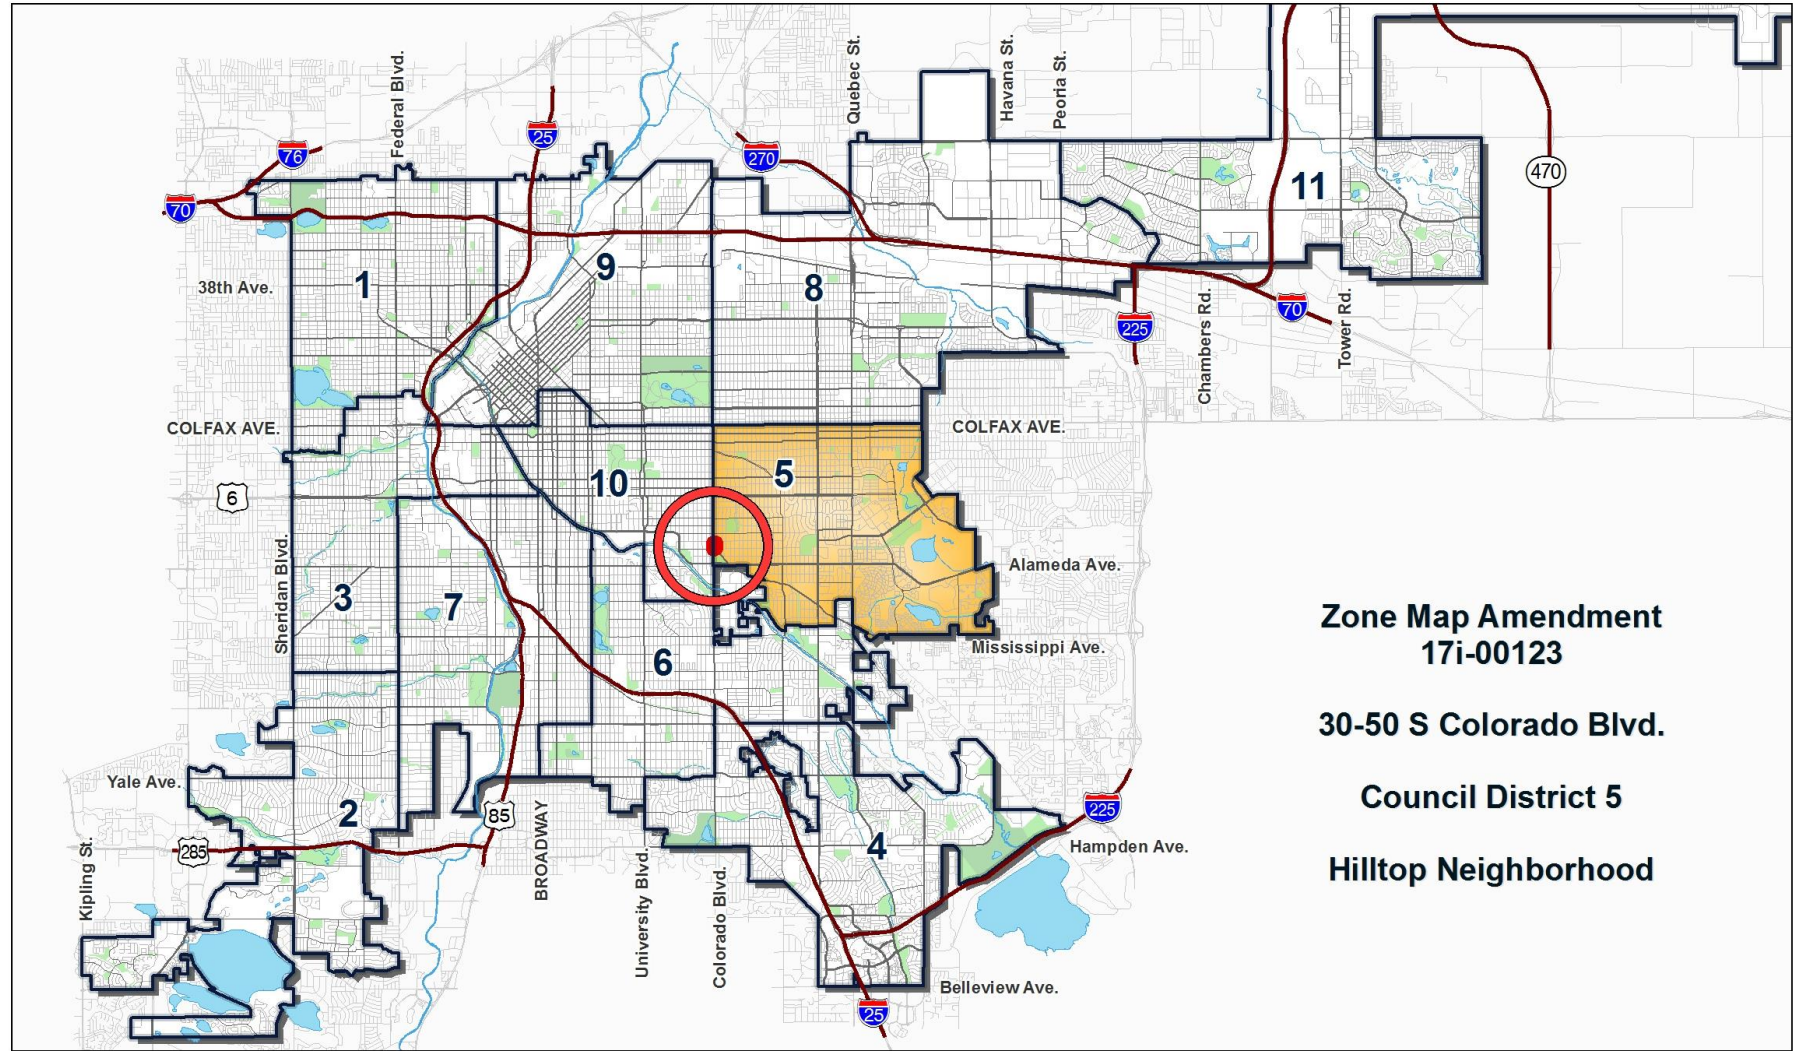 Federal Blvd.
25
76
70
270
Quebec St.
Havana St.
Peoria St.
470
11
1
9
8
38th Ave.
225
70
Chambers Rd.
Tower Rd.
COLFAX AVE.
COLFAX AVE.
6
10
5
Sheridan Blvd.
3
7
Alameda Ave.
6
Mississippi Ave.
Yale Ave.
2
85
285
Kipling St.
BROADWAY
University Blvd.
Colorado Blvd.
4
225
Hampden Ave.
Belleview Ave.
25
Zone Map Amendment
17i-00123
30-50 S Colorado Blvd.
Council District 5
Hilltop Neighborhood